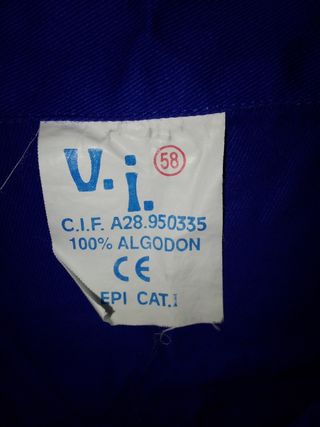 V. i. 58
C.I.F. A28.950335
100% ALGODON
CE
EPI CAT.I